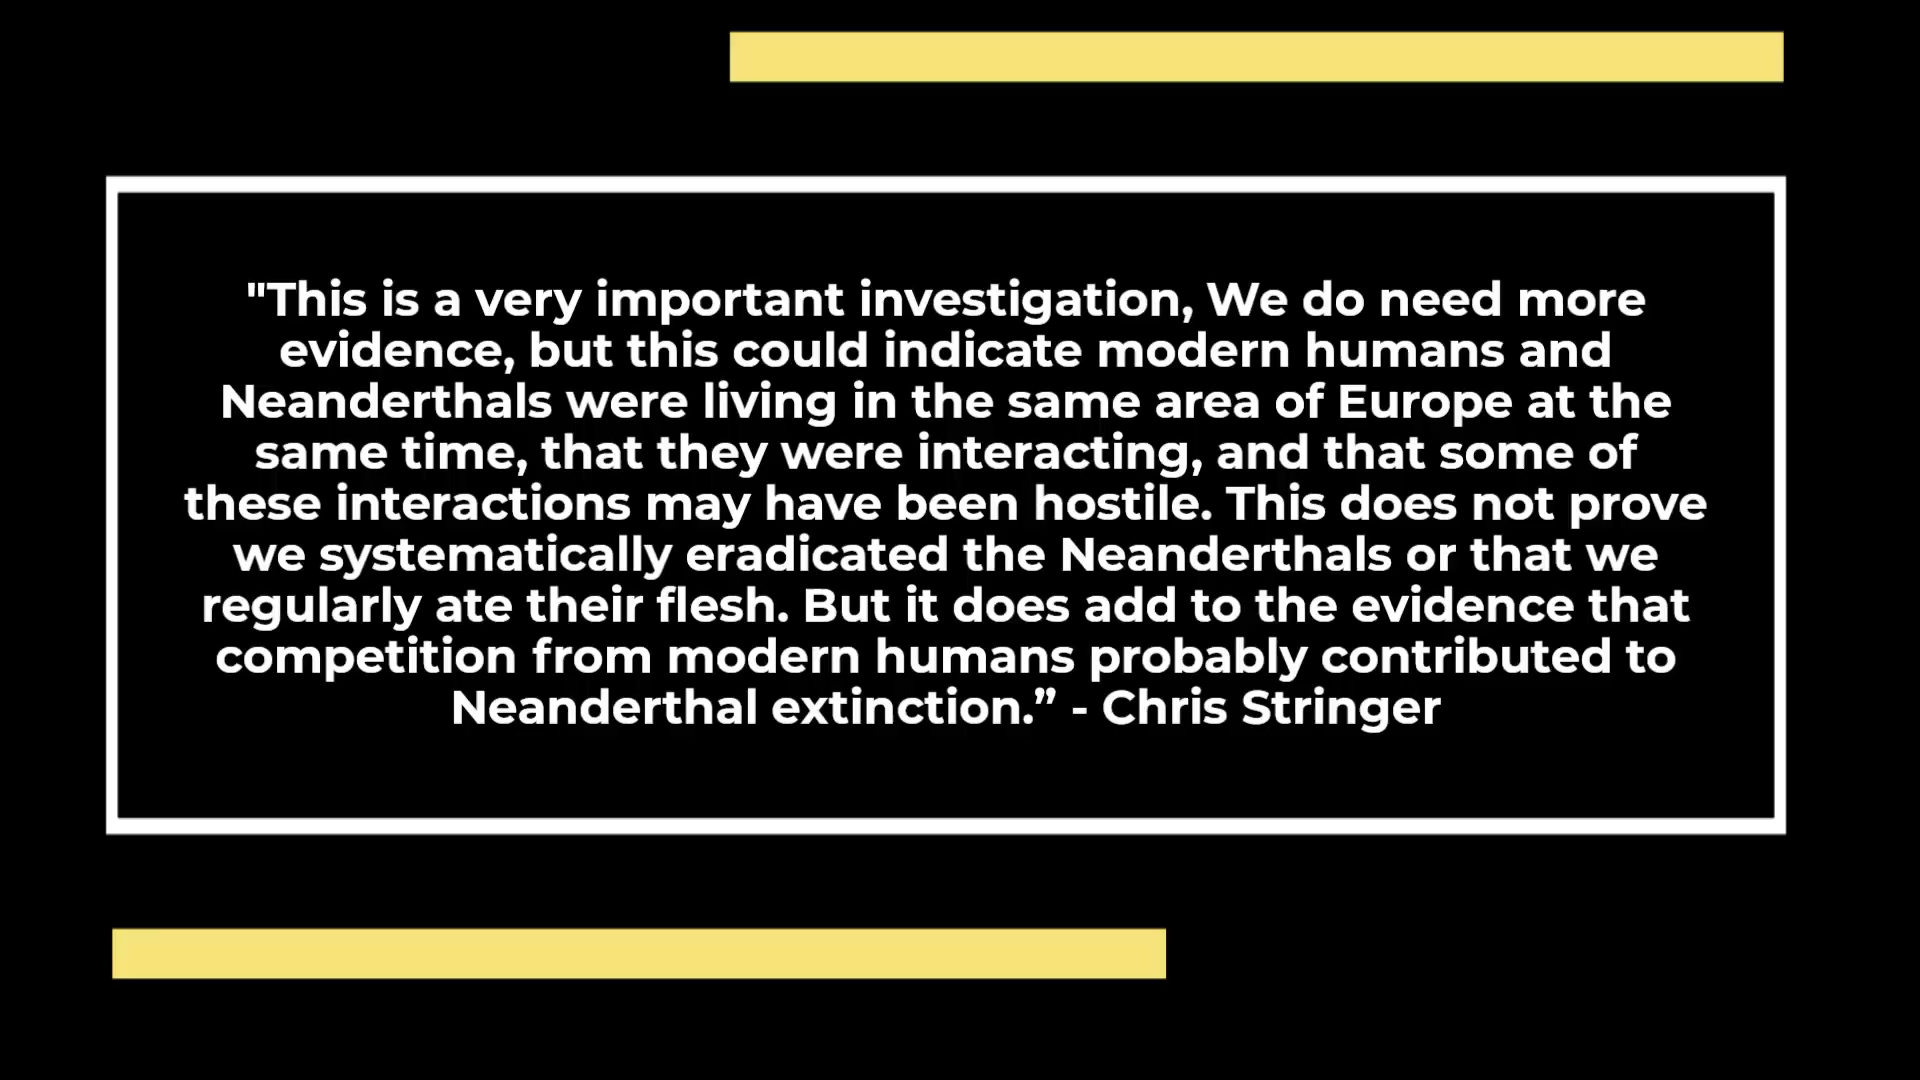 "This is a very important investigation, We do need more
evidence, but this could indicate modern humans and
Neanderthals were living in the same area of Europe at the
same time, that they were interacting, and that some of
these interactions may have been hostile. This does not prove
we systematically eradicated the Neanderthals or that we
regularly ate their flesh. But it does add to the evidence that
competition from modern humans probably contributed to
Neanderthal extinction.” - Chris Stringer